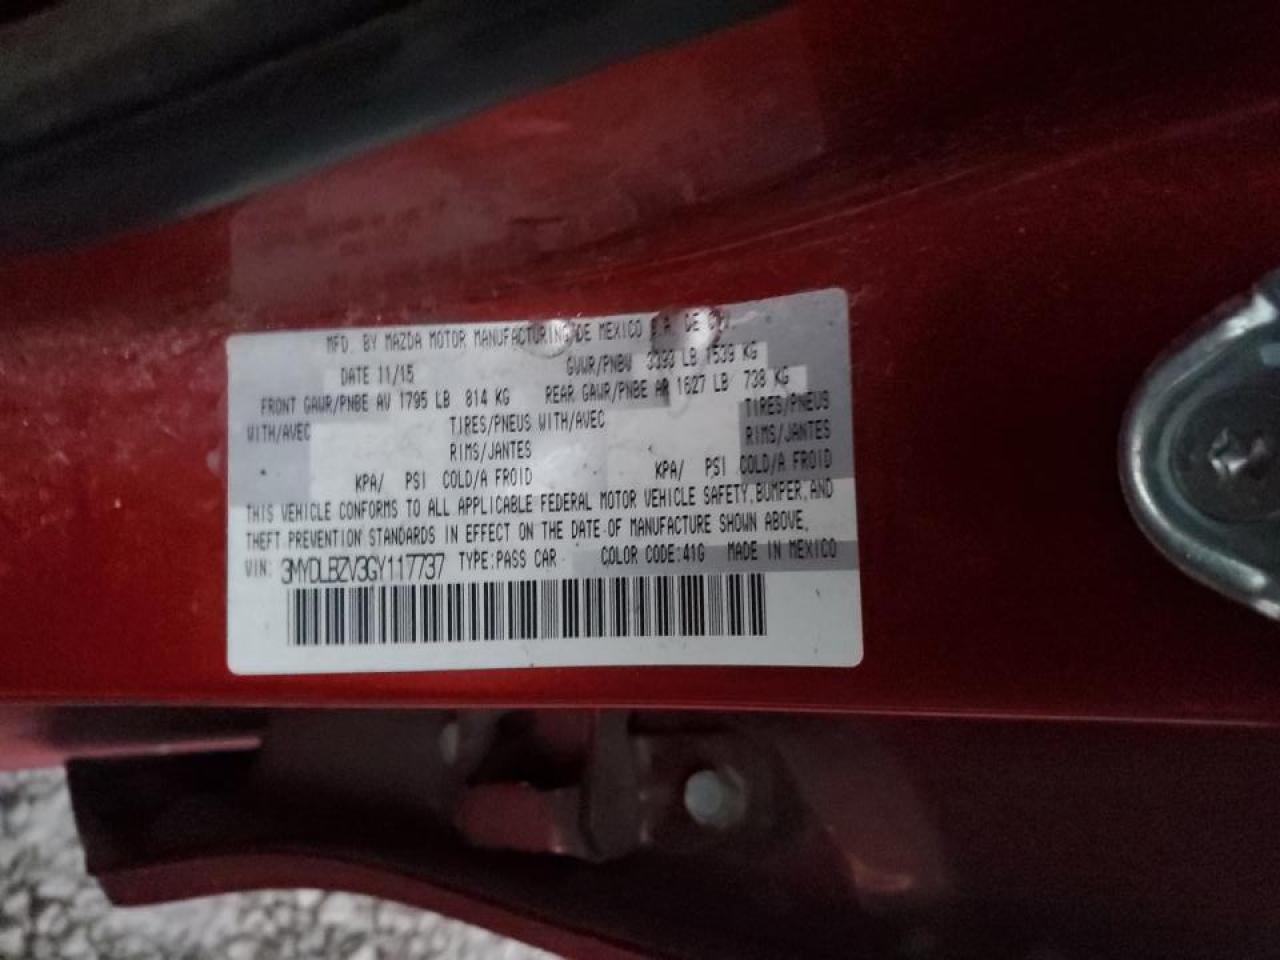 MFD. BY MAZDA MOTOR MANUFACTURING DE MEXICO S.A. DE C.V.
DATE 11/15 GVWR/PNBV 3393 LB 1539 KG
FRONT GAWR/PNBE AV 1795 LB 814 KG REAR GAWR/PNBE AR 1627 LB 738 KG
WITH/AVEC TIRES/PNEUS WITH/AVEC TIRES/PNEUS
RIMS/JANTES RIMS/JANTES
KPA/ PSI COLD/A FROID KPA/ PSI COLD/A FROID
THIS VEHICLE CONFORMS TO ALL APPLICABLE FEDERAL MOTOR VEHICLE SAFETY,BUMPER,AND
THEFT PREVENTION STANDARDS IN EFFECT ON THE DATE OF MANUFACTURE SHOWN ABOVE.
VIN: 3MYDLBZV3GY117737 TYPE:PASS CAR COLOR CODE:41G MADE IN MEXICO